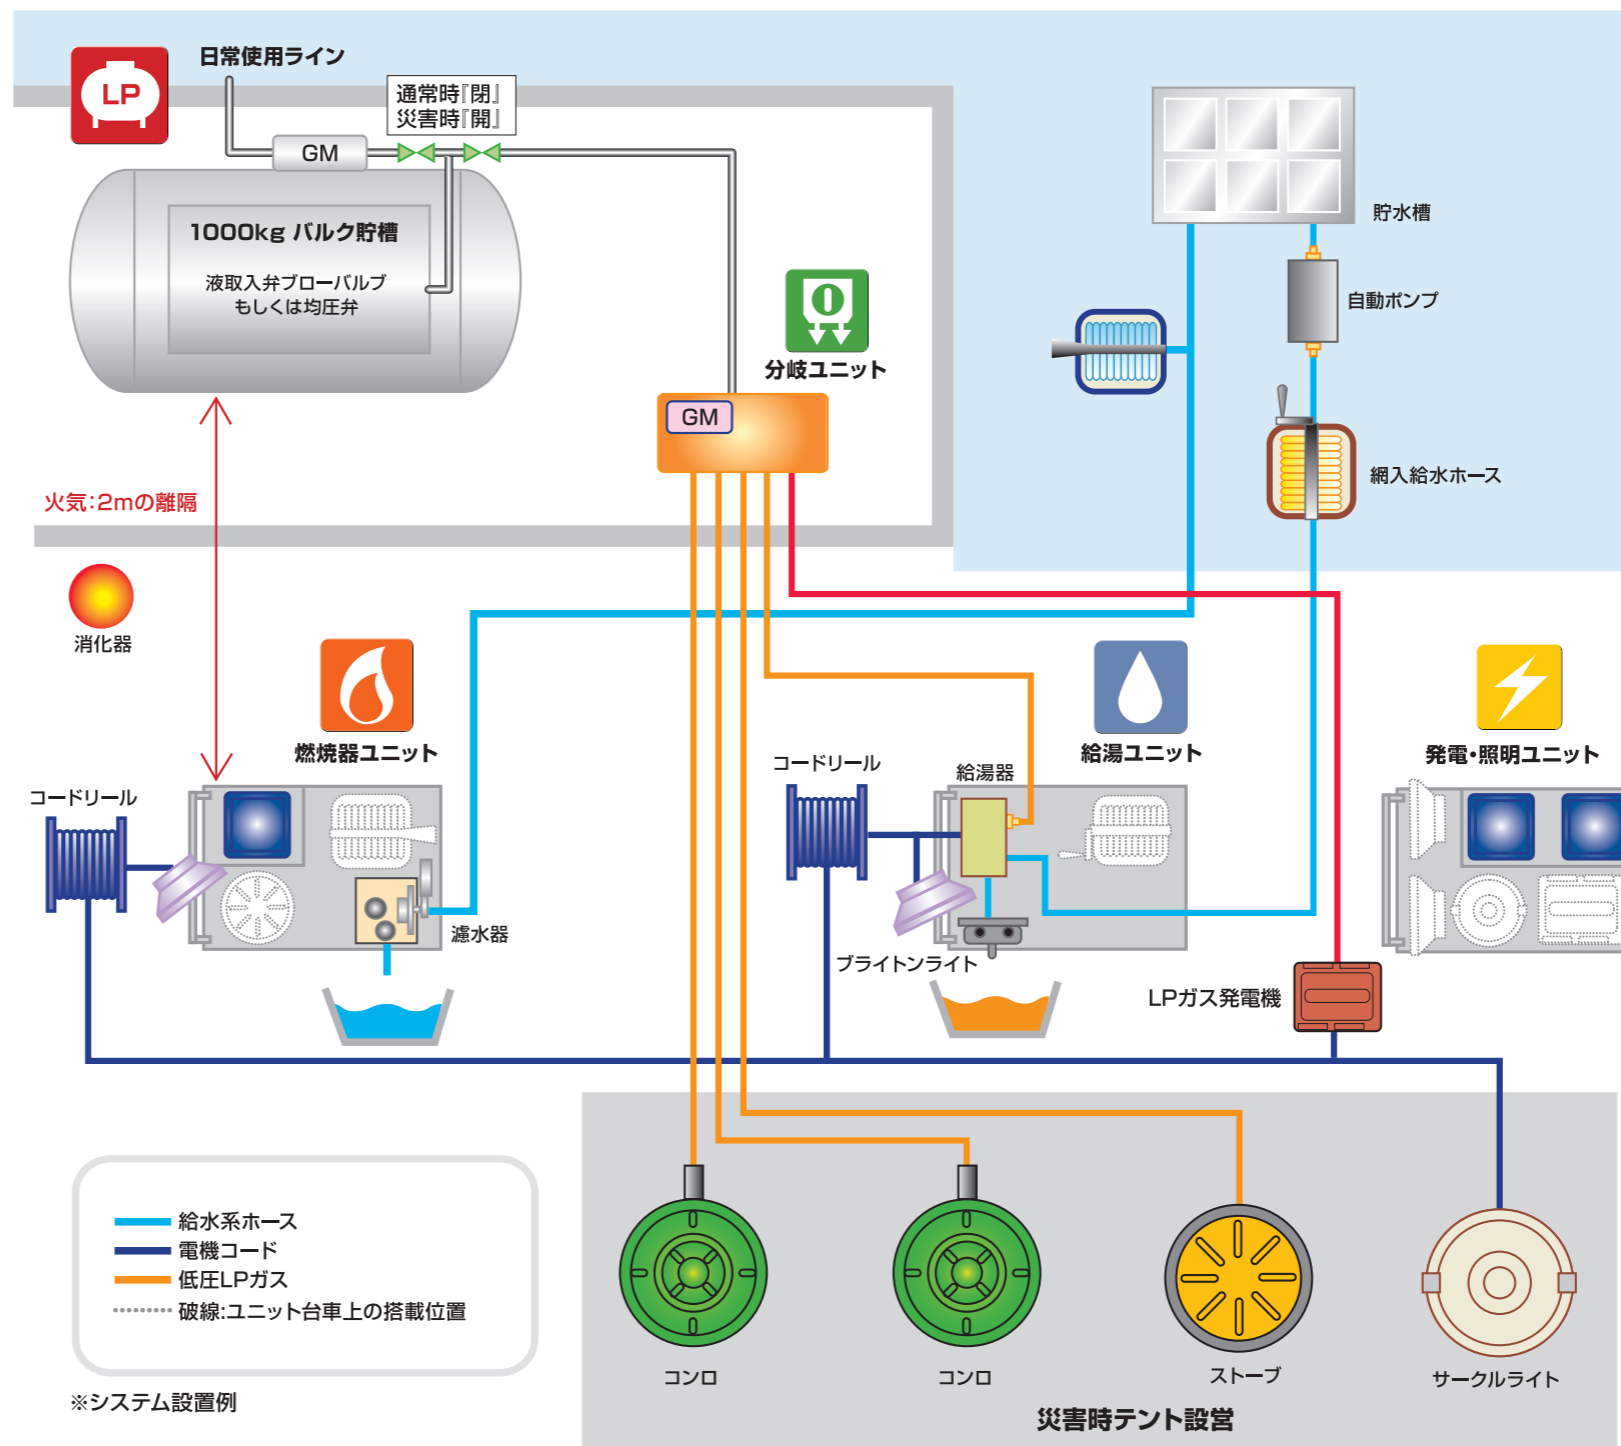 日常使用ライン
LP
通常時『閉』
災害時『開』
GM
1000kg バルク貯槽
液取入弁ブローバルブ
もしくは均圧弁
貯水槽
自動ポンプ
分岐ユニット
GM
網入給水ホース
火気：2mの離隔
消化器
燃焼器ユニット
給湯ユニット
発電・照明ユニット
コードリール
コードリール
給湯器
濾水器
ブライトンライト
LPガス発電機
給水系ホース
電機コード
低圧LPガス
破線:ユニット台車上の搭載位置
※システム設置例
コンロ
コンロ
ストーブ
サークルライト
災害時テント設営